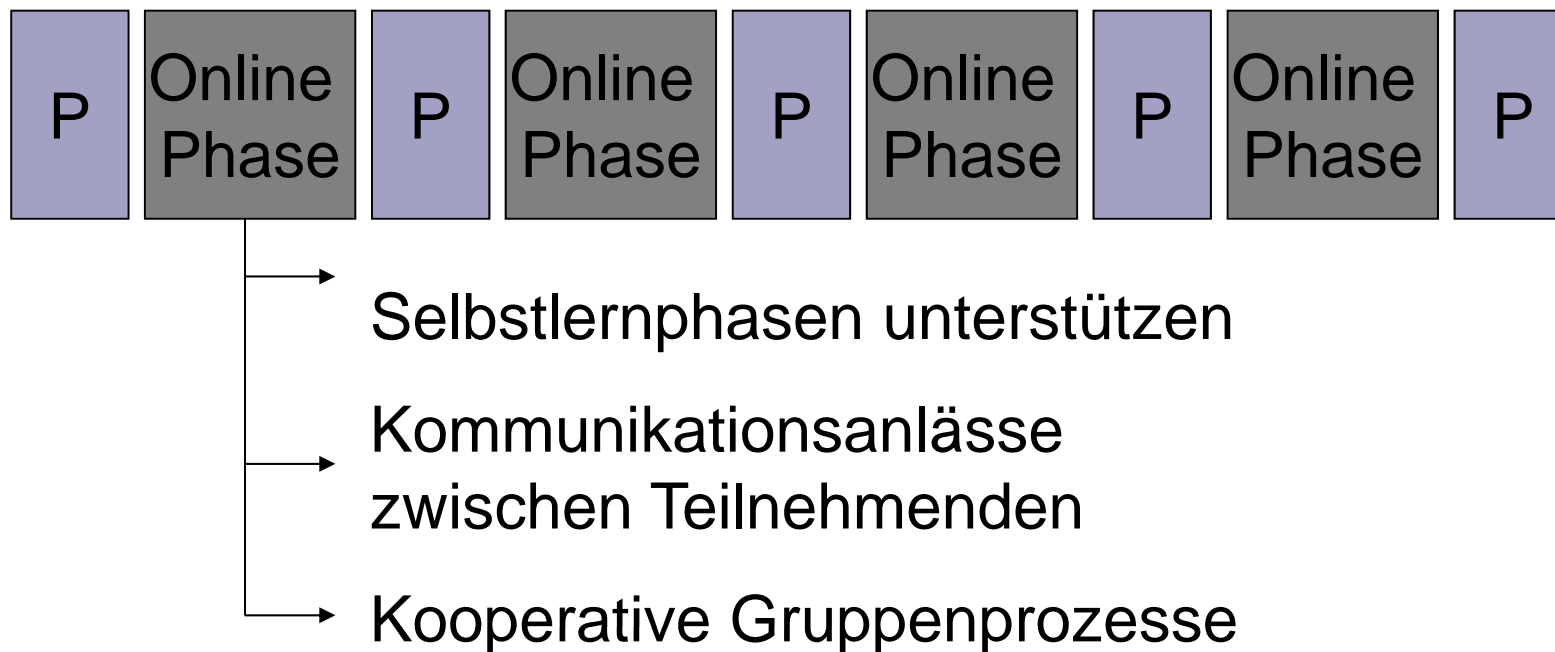 P
Online
Phase
P
Online
Phase
P
Online
Phase
P
Online
Phase
P
Selbstlernphasen unterstützen
Kommunikationsanlässe
zwischen Teilnehmenden
Kooperative Gruppenprozesse